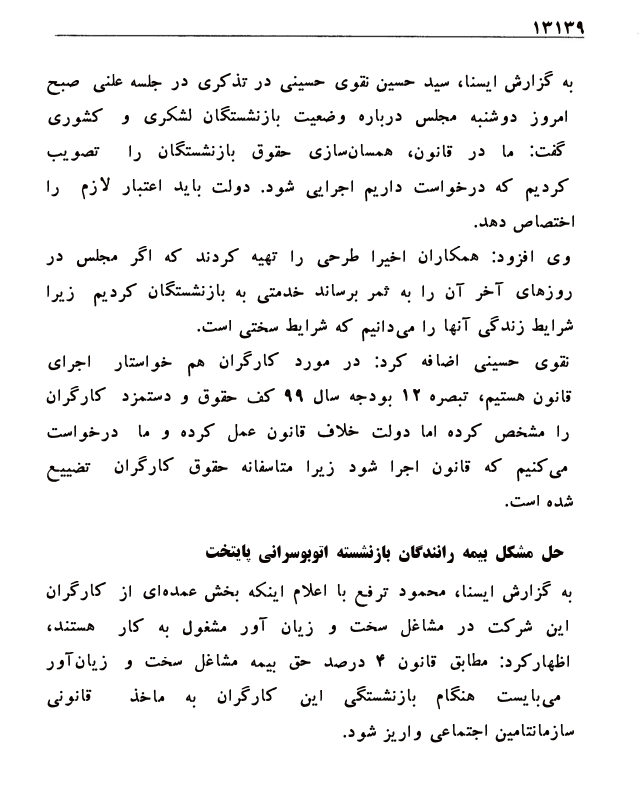 ۱۳۱۳۹
به گزارش ایسنا، سید حسین نقوی حسینی در تذکری در جلسه علنی صبح
امروز دوشنبه مجلس درباره وضعیت بازنشستگان لشکری و کشوری
گفت: ما در قانون، همسان‌سازی حقوق بازنشستگان را تصویب
کردیم که درخواست داریم اجرایی شود. دولت باید اعتبار لازم را
اختصاص دهد.
وی افزود: همکاران اخیرا طرحی را تهیه کردند که اگر مجلس در
روزهای آخر آن را به ثمر برساند خدمتی به بازنشستگان کردیم زیرا
شرایط زندگی آنها را می‌دانیم که شرایط سختی است.
نقوی حسینی اضافه کرد: در مورد کارگران هم خواستار اجرای
قانون هستیم، تبصره ۱۲ بودجه سال ۹۹ کف حقوق و دستمزد کارگران
را مشخص کرده اما دولت خلاف قانون عمل کرده و ما درخواست
می‌کنیم که قانون اجرا شود زیرا متاسفانه حقوق کارگران تضییع
شده است.
حل مشکل بیمه رانندگان بازنشسته اتوبوسرانی پایتخت
به گزارش ایسنا، محمود ترفع با اعلام اینکه بخش عمده‌ای از کارگران
این شرکت در مشاغل سخت و زیان آور مشغول به کار هستند،
اظهارکرد: مطابق قانون ۴ درصد حق بیمه مشاغل سخت و زیان‌آور
می‌بایست هنگام بازنشستگی این کارگران به ماخذ قانونی
سازمانتامین اجتماعی واریز شود.